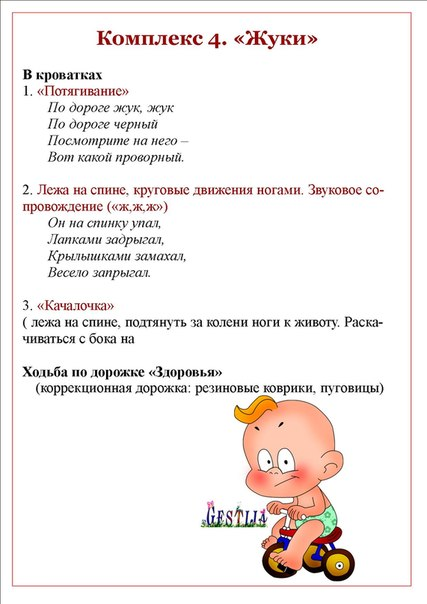 Комплекс 4. «Жуки»
В кроватках
1. «Потягивание»
По дороге жук, жук
По дороге черный
Посмотрите на него –
Вот какой проворный.
2. Лежа на спине, круговые движения ногами. Звуковое со-
провождение («ж,ж,ж»)
Он на спинку упал,
Лапками задрыгал,
Крылышками замахал,
Весело запрыгал.
3. «Качалочка»
( лежа на спине, подтянуть за колени ноги к животу. Раска-
чиваться с бока на
Ходьба по дорожке «Здоровья»
(коррекционная дорожка: резиновые коврики, пуговицы)
GESTLIA